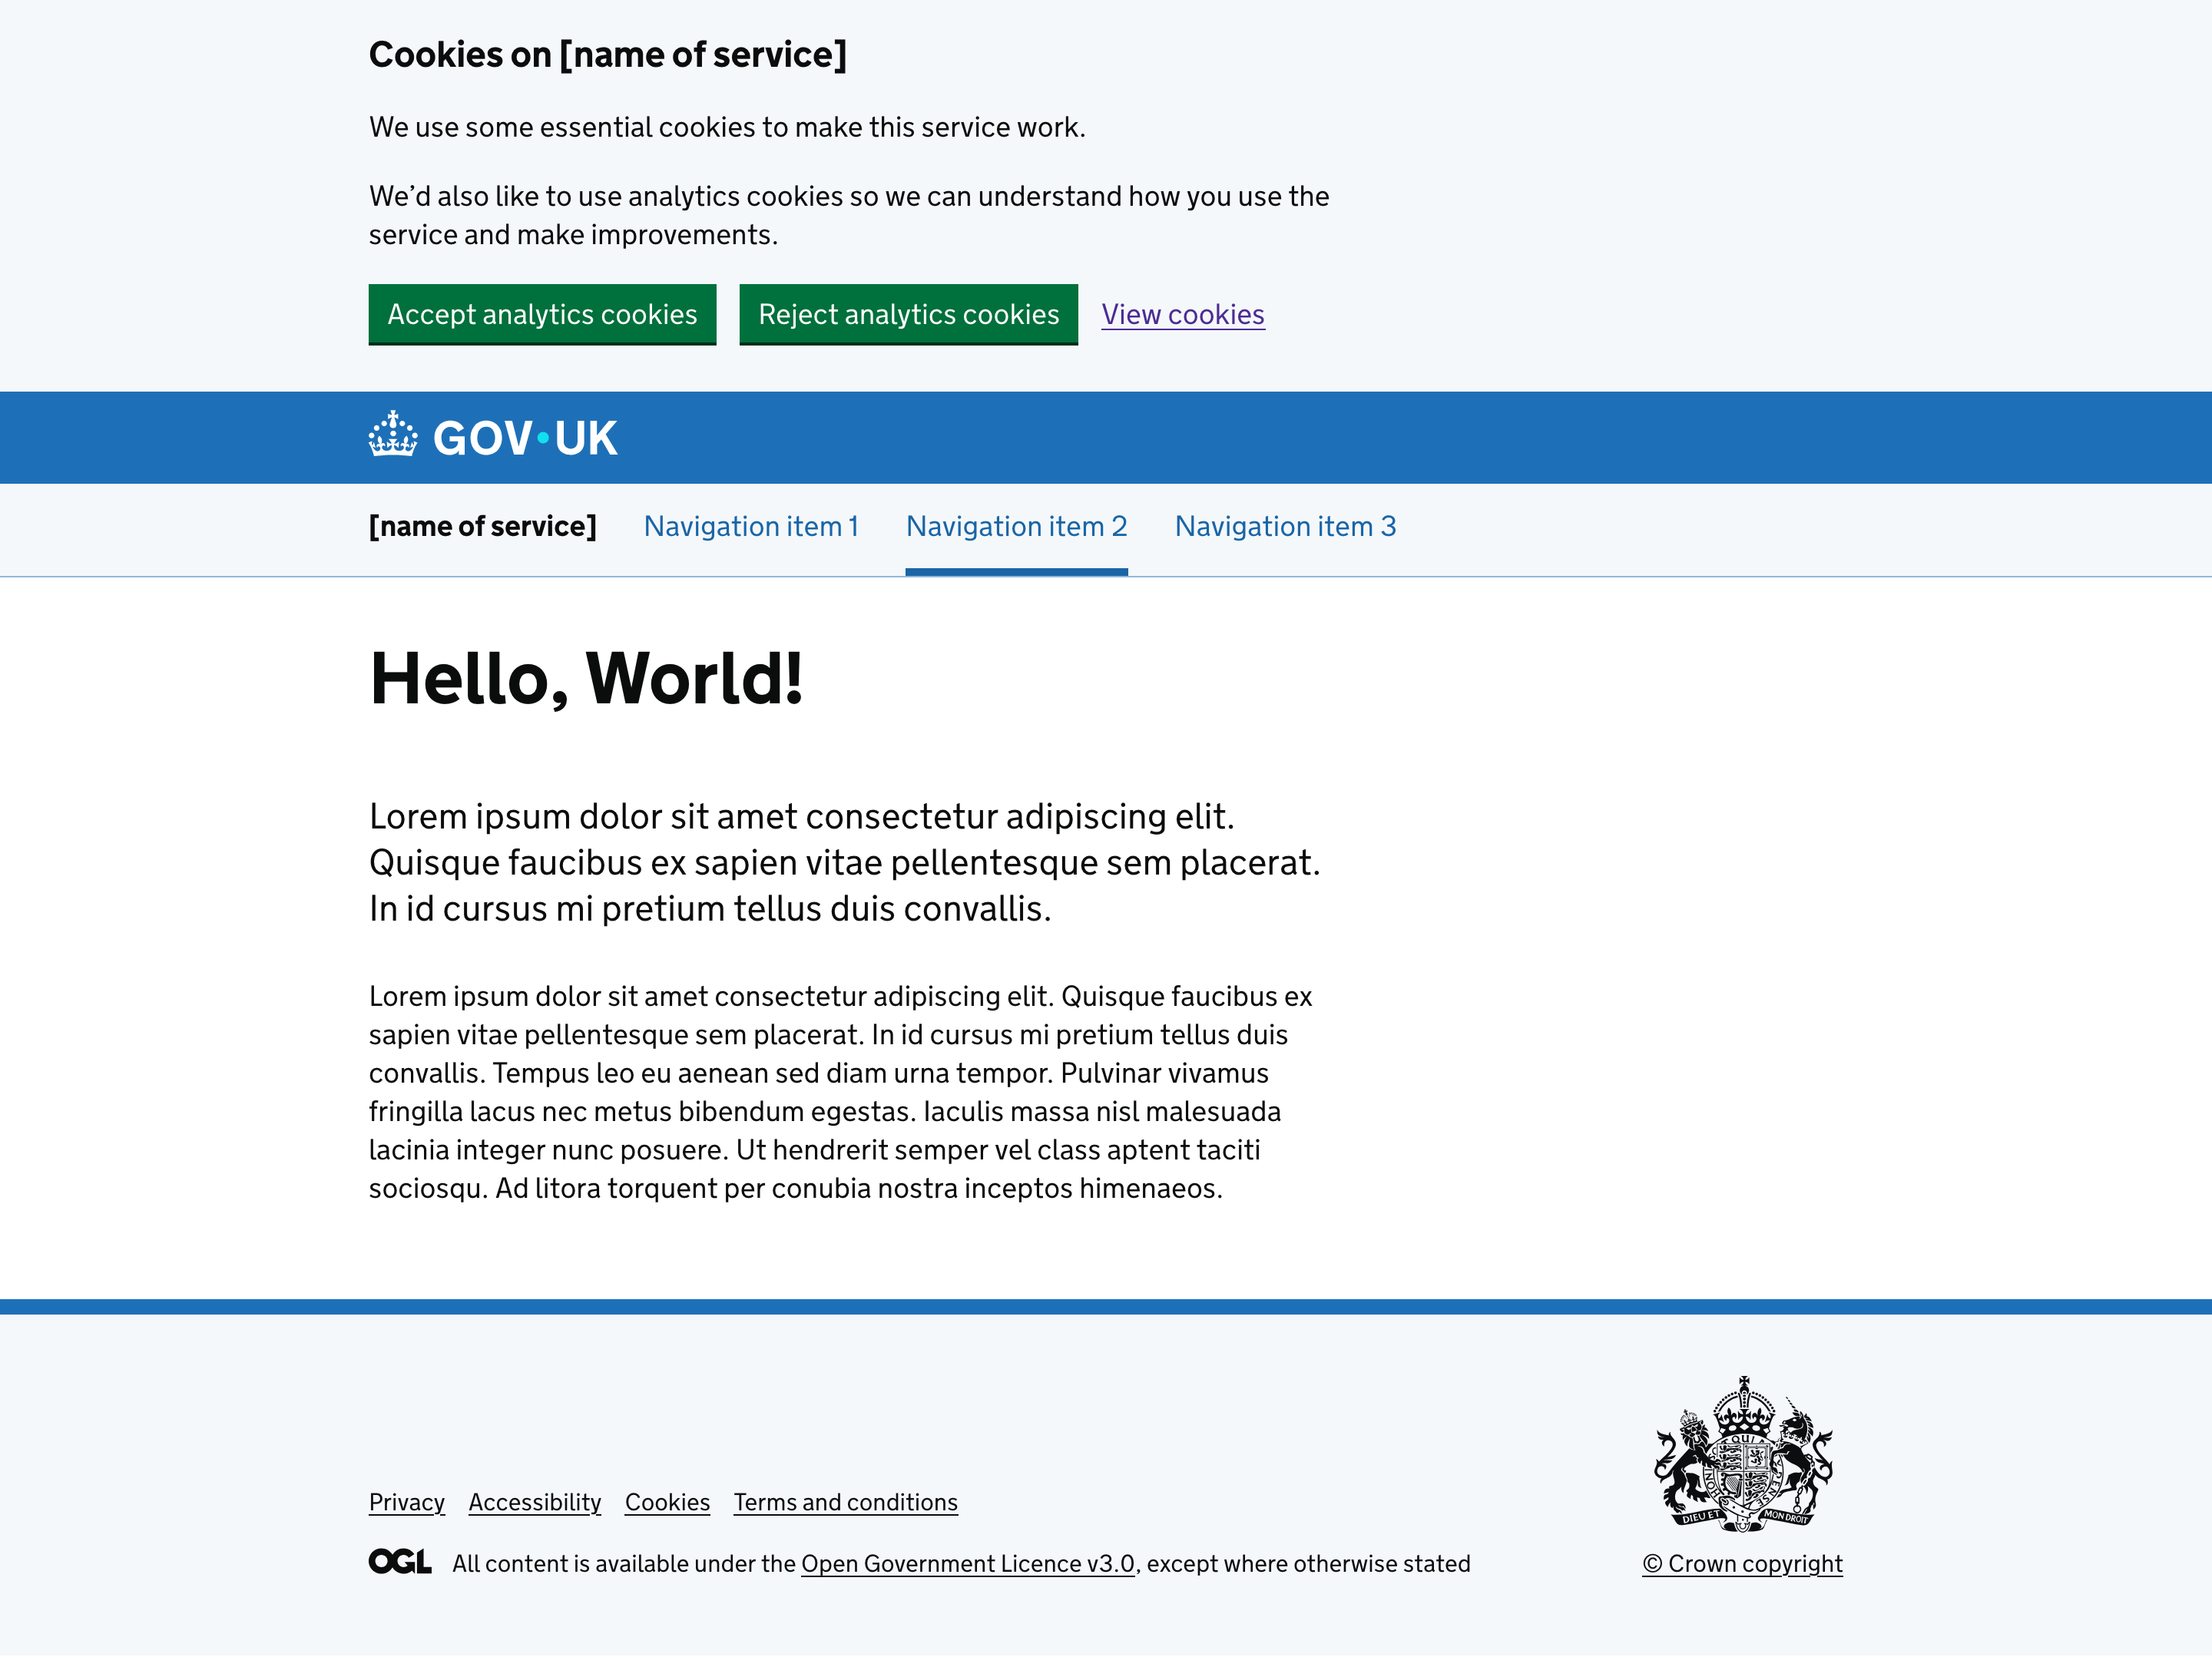 Cookies on [name of service]
We use some essential cookies to make this service work.
We’d also like to use analytics cookies so we can understand how you use the
service and make improvements.
Accept analytics cookies Reject analytics cookies View cookies
GOV·UK
[name of service] Navigation item 1 Navigation item 2 Navigation item 3
Hello, World!
Lorem ipsum dolor sit amet consectetur adipiscing elit.
Quisque faucibus ex sapien vitae pellentesque sem placerat.
In id cursus mi pretium tellus duis convallis.
Lorem ipsum dolor sit amet consectetur adipiscing elit. Quisque faucibus ex
sapien vitae pellentesque sem placerat. In id cursus mi pretium tellus duis
convallis. Tempus leo eu aenean sed diam urna tempor. Pulvinar vivamus
fringilla lacus nec metus bibendum egestas. Iaculis massa nisl malesuada
lacinia integer nunc posuere. Ut hendrerit semper vel class aptent taciti
sociosqu. Ad litora torquent per conubia nostra inceptos himenaeos.
QUI
DIEU ET MON DROIT
Privacy Accessibility Cookies Terms and conditions
OGL All content is available under the Open Government Licence v3.0, except where otherwise stated
© Crown copyright